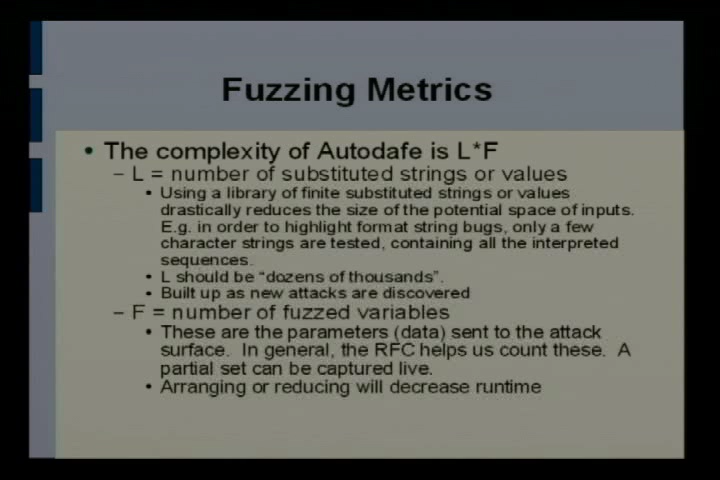 Fuzzing Metrics
• The complexity of Autodafe is L*F
– L = number of substituted strings or values
• Using a library of finite substituted strings or values
drastically reduces the size of the potential space of inputs.
E.g. in order to highlight format string bugs, only a few
character strings are tested, containing all the interpreted
sequences.
• L should be “dozens of thousands”.
• Built up as new attacks are discovered
– F = number of fuzzed variables
• These are the parameters (data) sent to the attack
surface. In general, the RFC helps us count these. A
partial set can be captured live.
• Arranging or reducing will decrease runtime